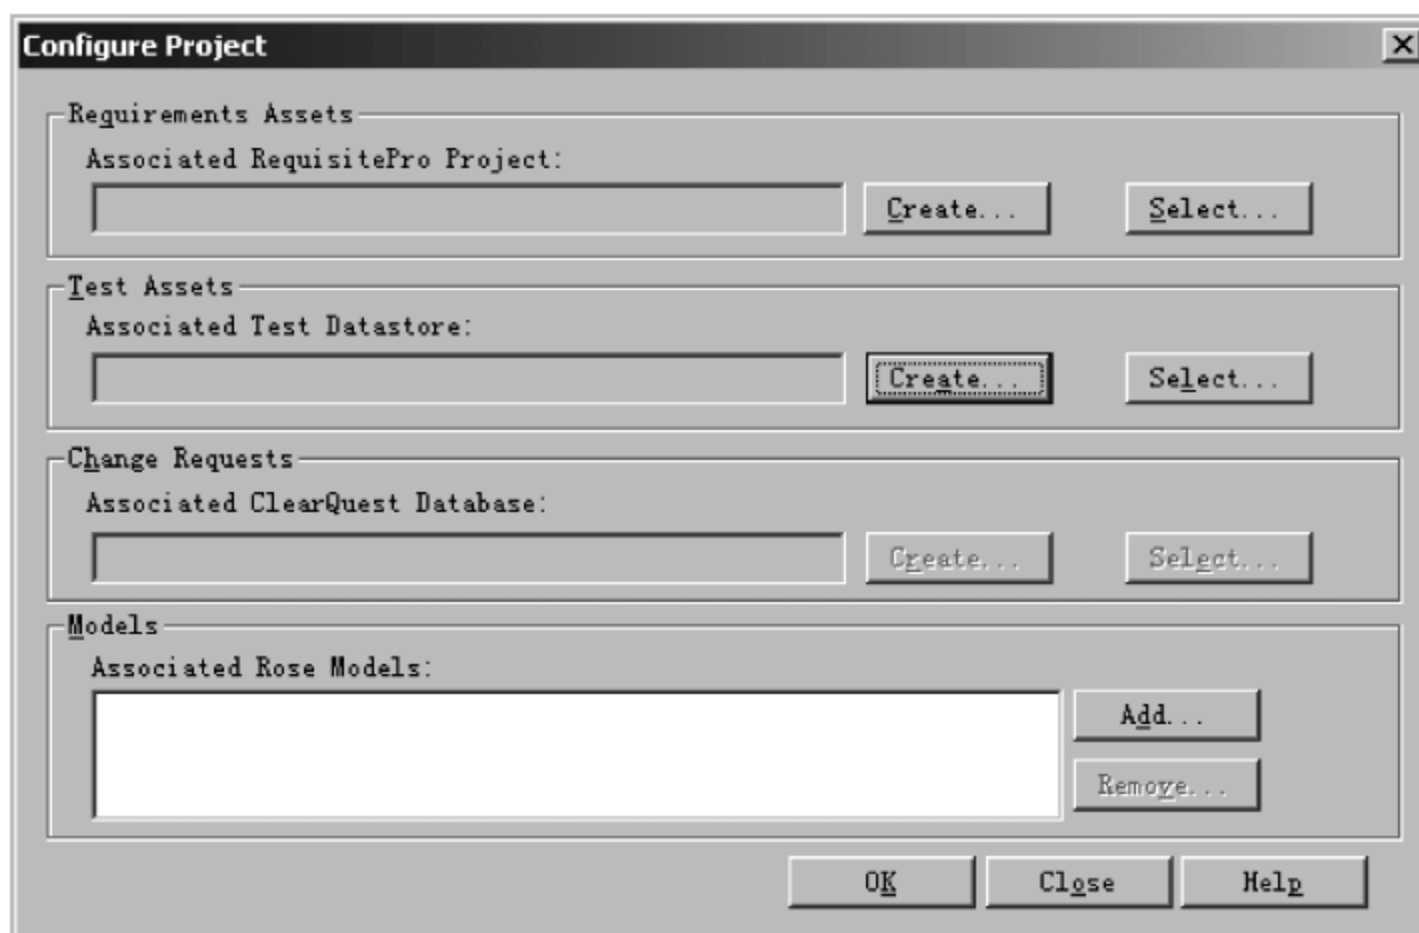 Configure Project
Requirements Assets
Associated RequisitePro Project:
Create... Select...
Test Assets
Associated Test Datastore:
Create... Select...
Change Requests
Associated ClearQuest Database:
Create... Select...
Models
Associated Rose Models:
Add...
Remove...
OK Close Help